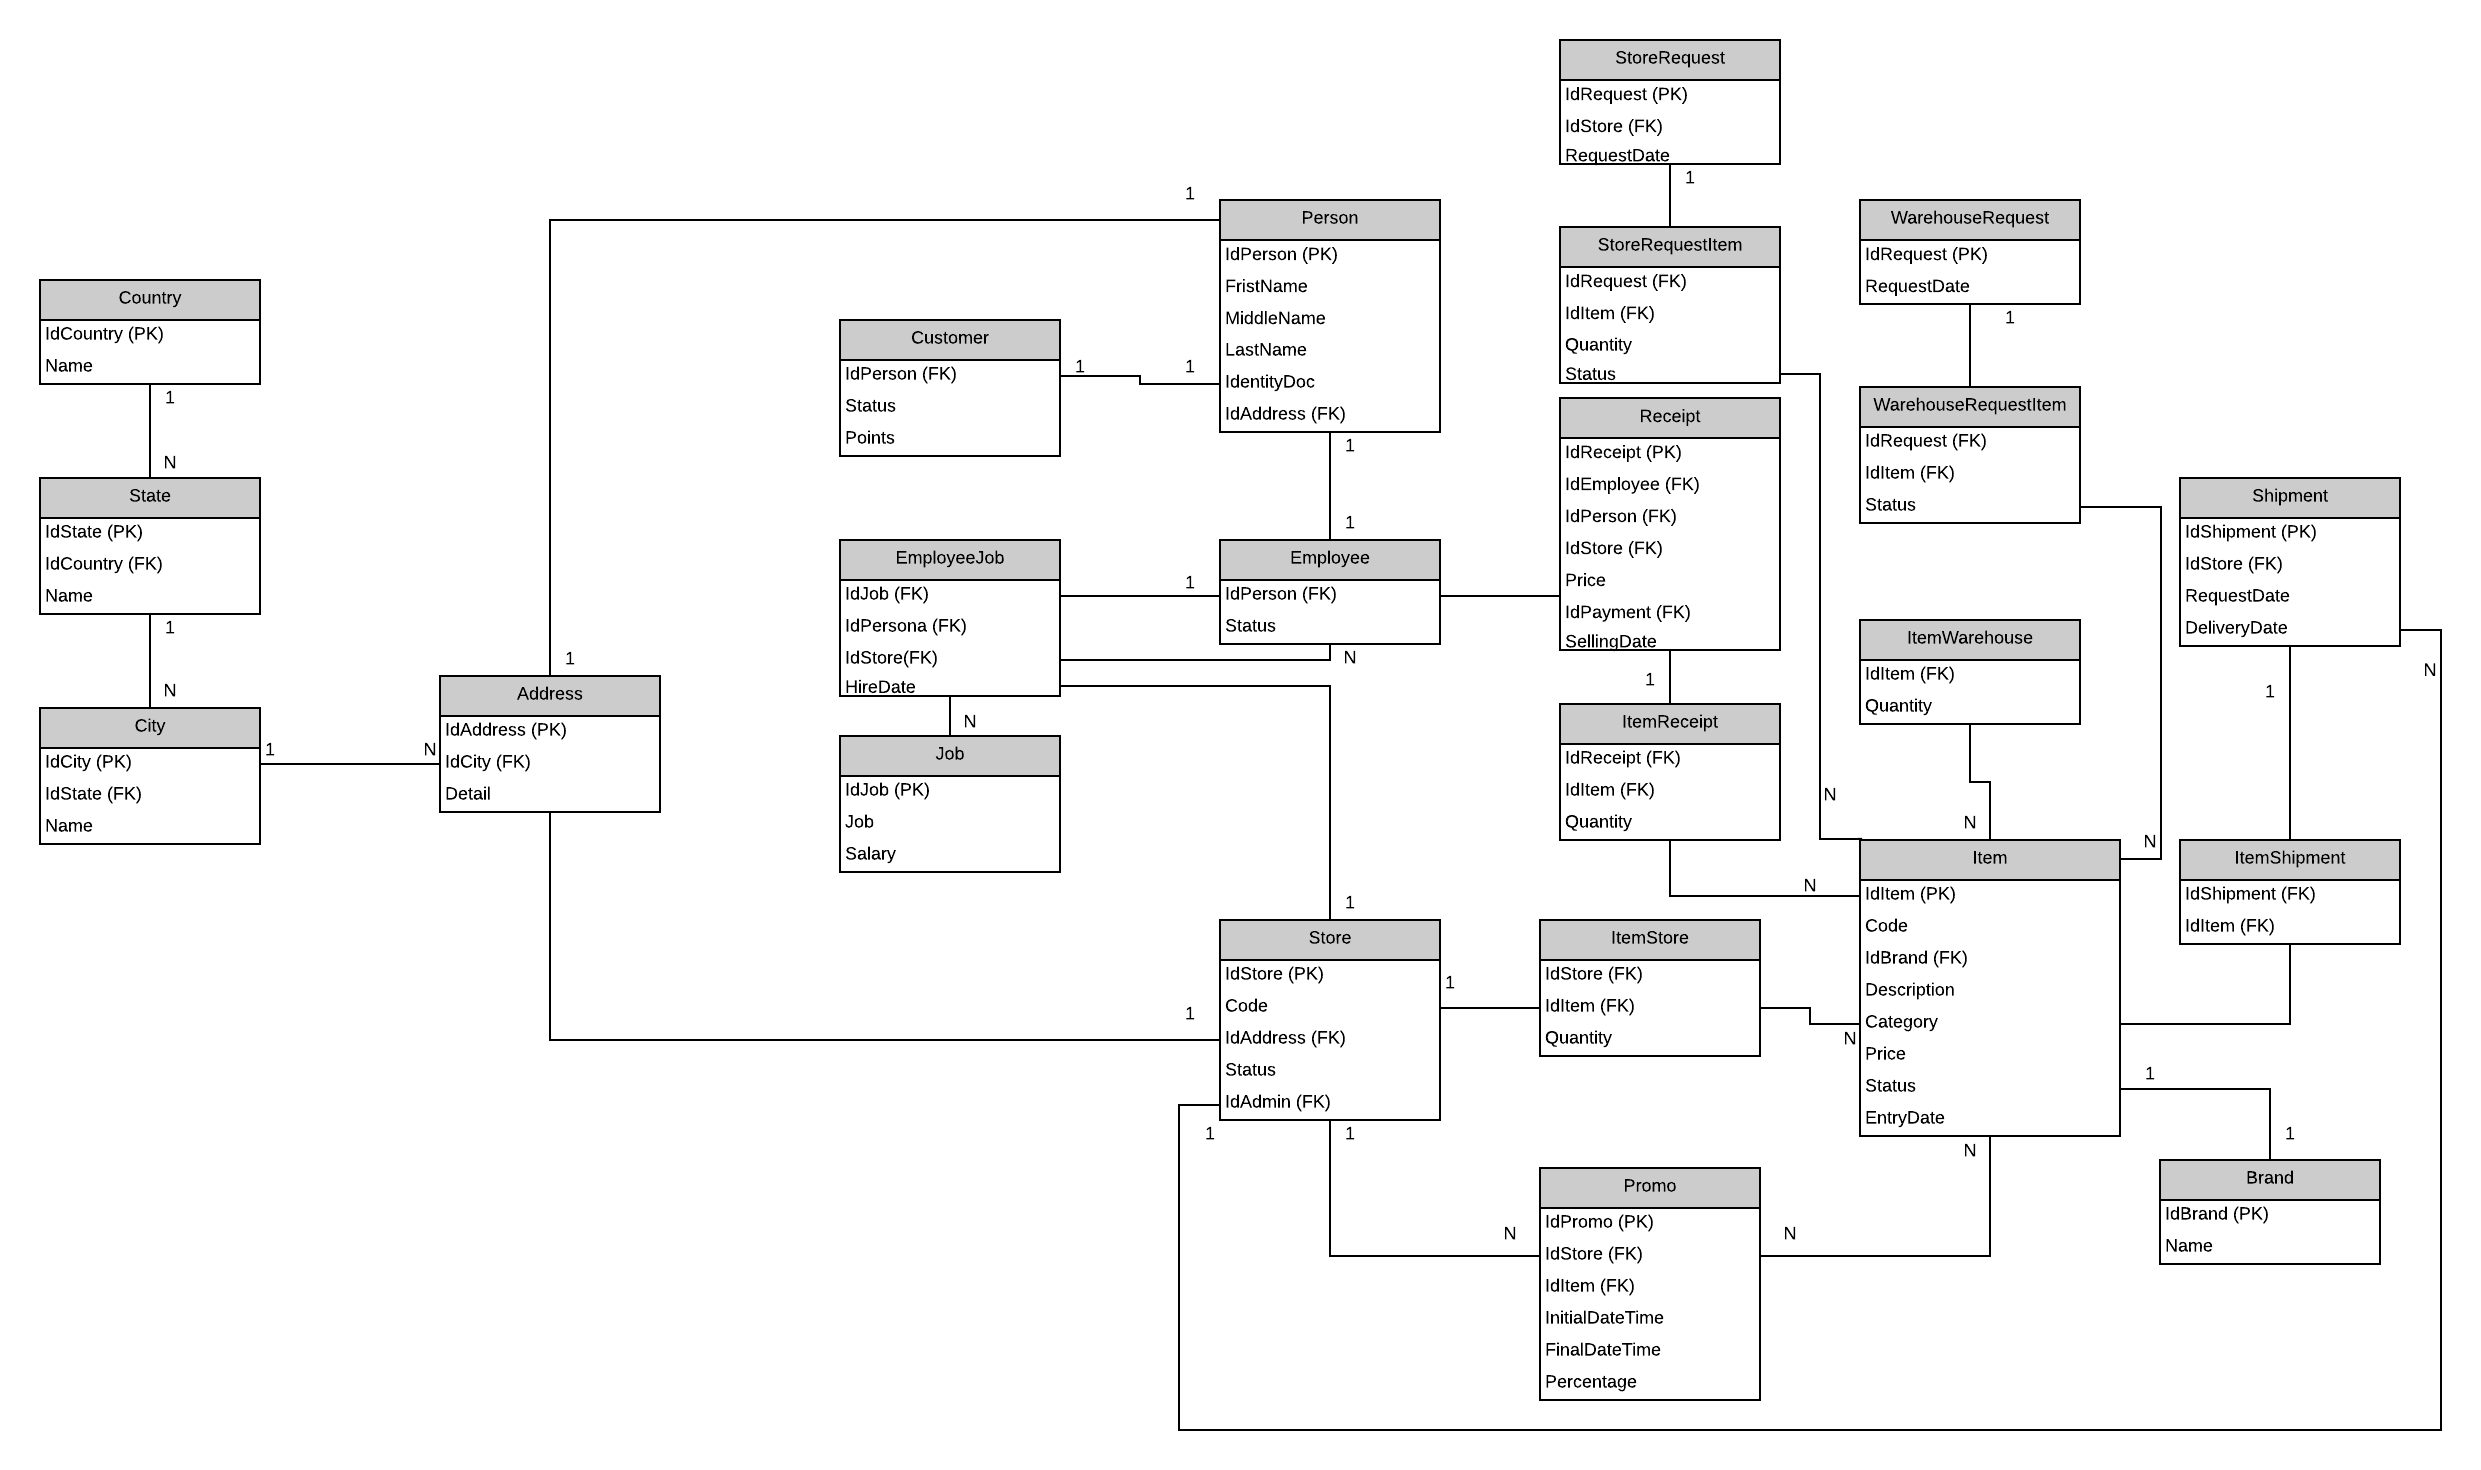 StoreRequest
IdRequest (PK)
IdStore (FK)
RequestDate
1
StoreRequestItem
IdRequest (FK)
IdItem (FK)
Quantity
Status
WarehouseRequest
IdRequest (PK)
RequestDate
1
WarehouseRequestItem
IdRequest (FK)
IdItem (FK)
Status
1
Person
IdPerson (PK)
FristName
MiddleName
LastName
IdentityDoc
IdAddress (FK)
1
Customer
IdPerson (FK)
Status
Points
1
1
Country
IdCountry (PK)
Name
1
N
State
IdState (PK)
IdCountry (FK)
Name
1
N
City
IdCity (PK)
IdState (FK)
Name
1
N
1
Address
IdAddress (PK)
IdCity (FK)
Detail
EmployeeJob
IdJob (FK)
IdPersona (FK)
IdStore(FK)
HireDate
N
Job
IdJob (PK)
Job
Salary
1
1
Employee
IdPerson (FK)
Status
N
Receipt
IdReceipt (PK)
IdEmployee (FK)
IdPerson (FK)
IdStore (FK)
Price
IdPayment (FK)
SellingDate
1
ItemReceipt
IdReceipt (FK)
IdItem (FK)
Quantity
N
N
ItemWarehouse
IdItem (FK)
Quantity
N
N
Shipment
IdShipment (PK)
IdStore (FK)
RequestDate
DeliveryDate
1
N
ItemShipment
IdShipment (FK)
IdItem (FK)
Item
IdItem (PK)
Code
IdBrand (FK)
Description
Category
Price
Status
EntryDate
N
1
1
Brand
IdBrand (PK)
Name
1
1
Store
IdStore (PK)
Code
IdAddress (FK)
Status
IdAdmin (FK)
1
1
1
ItemStore
IdStore (FK)
IdItem (FK)
Quantity
N
N
N
Promo
IdPromo (PK)
IdStore (FK)
IdItem (FK)
InitialDateTime
FinalDateTime
Percentage